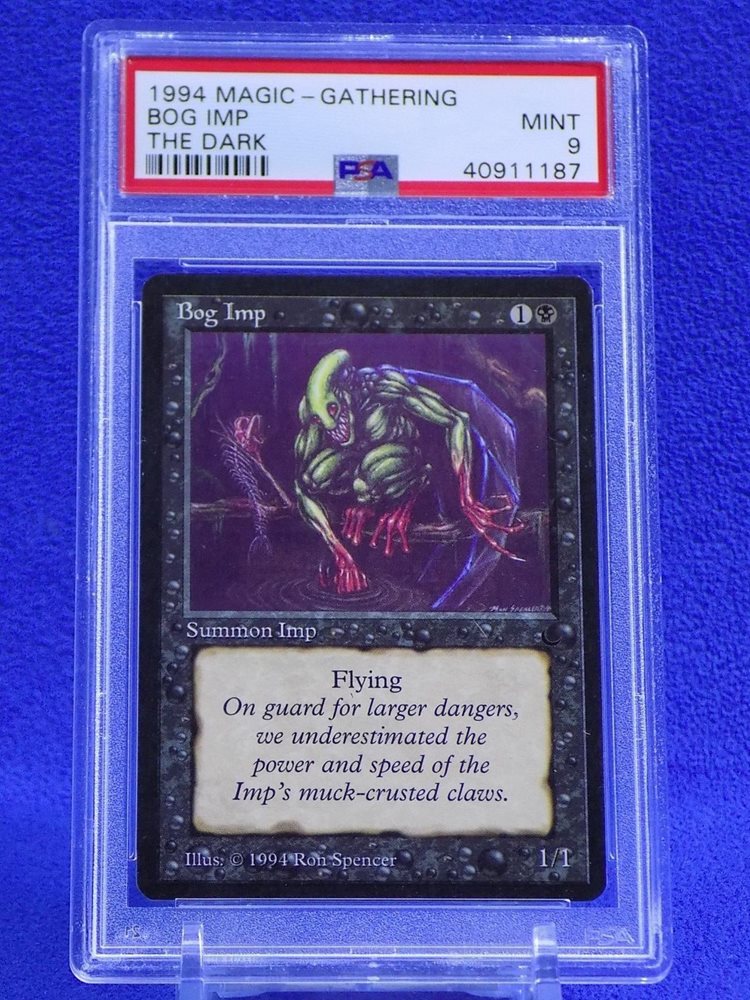 1994 MAGIC – GATHERING
BOG IMP
MINT
THE DARK
9
PSA
40911187
Bog Imp
1
Summon Imp
Flying
On guard for larger dangers,
we underestimated the
power and speed of the
Imp's muck-crusted claws.
Illus: © 1994 Ron Spencer
1/1
PSA